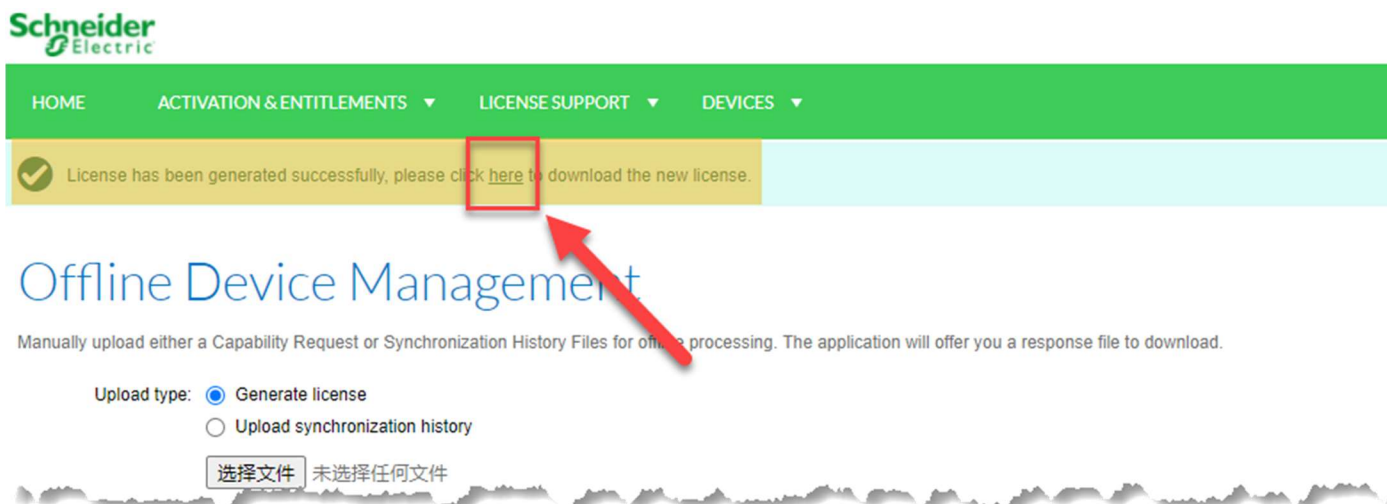 Schneider
Electric
HOME ACTIVATION & ENTITLEMENTS LICENSE SUPPORT DEVICES
License has been generated successfully, please click here to download the new license.
Offline Device Management
Manually upload either a Capability Request or Synchronization History Files for offline processing. The application will offer you a response file to download.
Upload type: Generate license
Upload synchronization history
选择文件 未选择任何文件